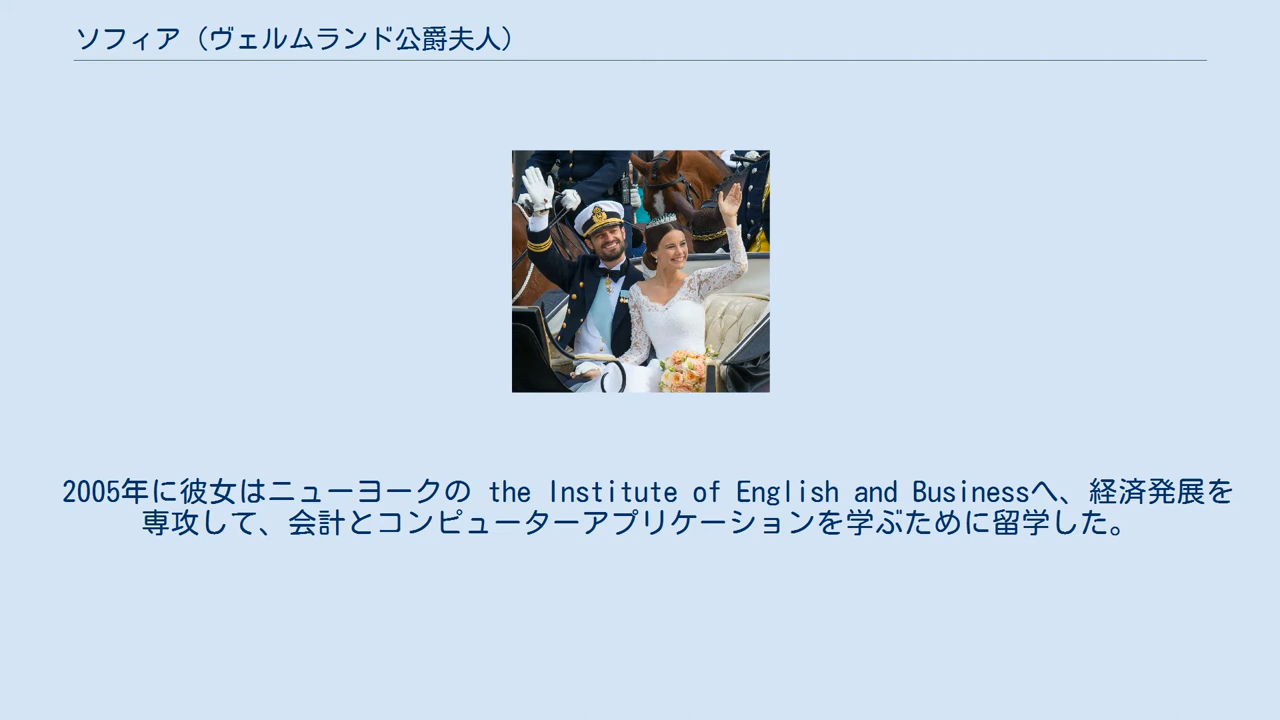 ソフィア（ヴェルムランド公爵夫人）
2005年に彼女はニューヨークの the Institute of English and Businessへ、経済発展を
専攻して、会計とコンピューターアプリケーションを学ぶために留学した。